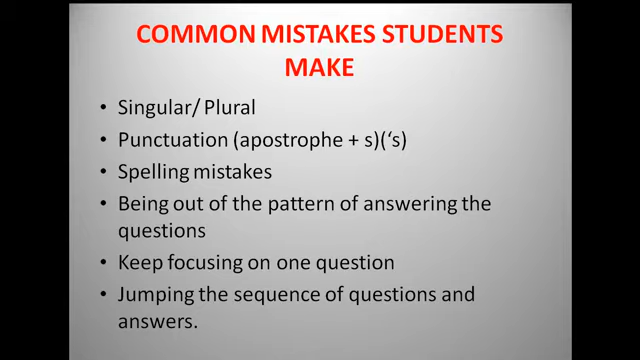 COMMON MISTAKES STUDENTS
MAKE
• Singular/ Plural
• Punctuation (apostrophe + s)(‘s)
• Spelling mistakes
• Being out of the pattern of answering the
questions
• Keep focusing on one question
• Jumping the sequence of questions and
answers.